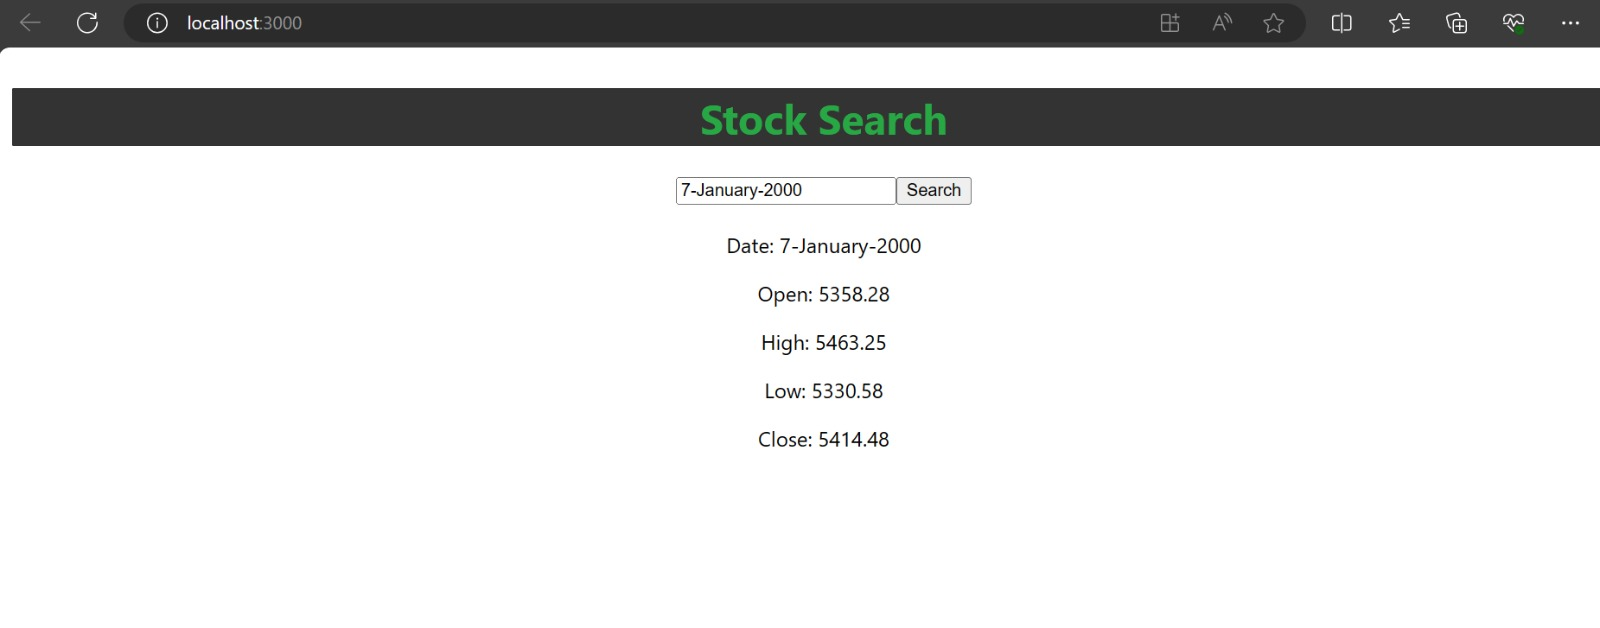 localhost:3000
Stock Search
7-January-2000 Search
Date: 7-January-2000
Open: 5358.28
High: 5463.25
Low: 5330.58
Close: 5414.48